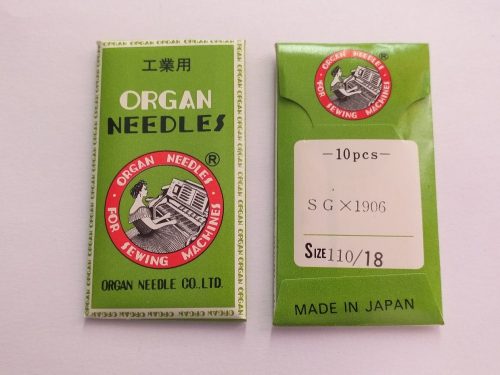 工業用
ORGAN
NEEDLES
®
ORGAN NEEDLES
FOR SEWING MACHINES
ORGAN NEEDLE CO.,LTD.
ORGAN NEEDLES
®
FOR SEWING MACHINES
-10pcs-
SG×1906
SIZE 110/18
MADE IN JAPAN